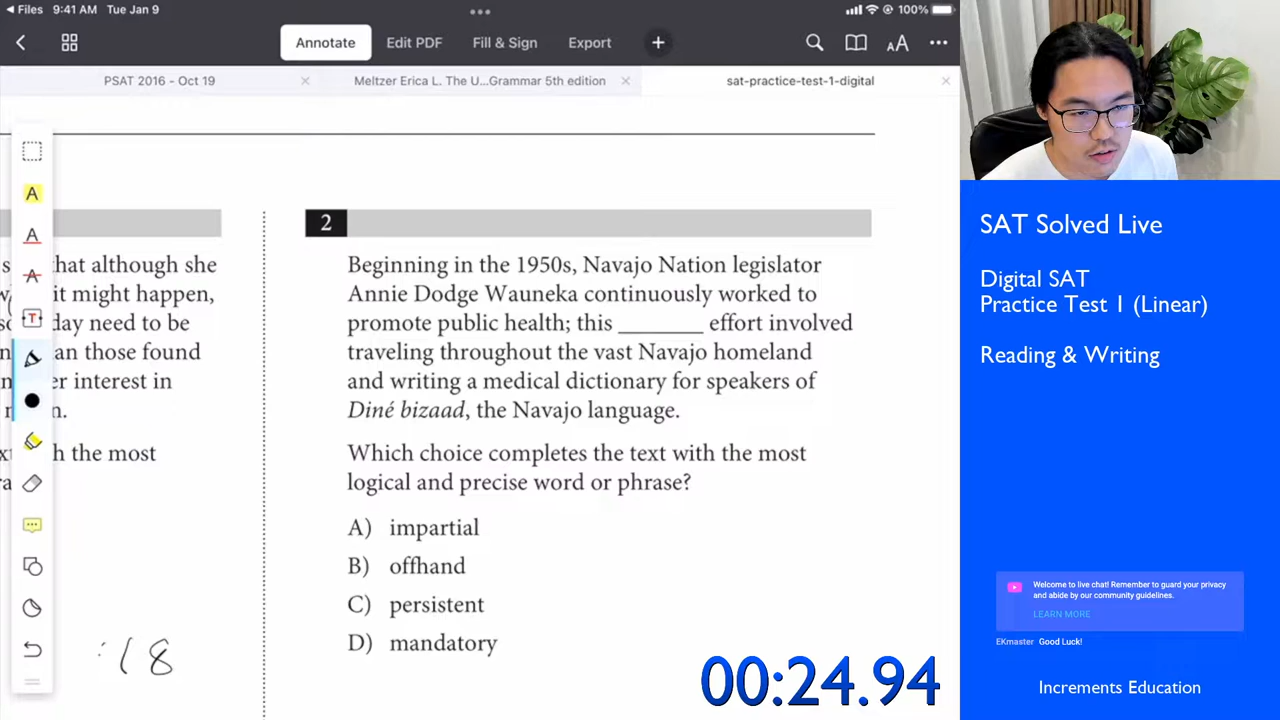 Files 9:41 AM Tue Jan 9
100%
Annotate Edit PDF Fill & Sign Export
PSAT 2016 - Oct 19
Meltzer Erica L. The U...Grammar 5th edition
sat-practice-test-1-digital
hat although she
it might happen,
day need to be
an those found
er interest in
h the most
:18
2
Beginning in the 1950s, Navajo Nation legislator
Annie Dodge Wauneka continuously worked to
promote public health; this ________ effort involved
traveling throughout the vast Navajo homeland
and writing a medical dictionary for speakers of
Diné bizaad, the Navajo language.
Which choice completes the text with the most
logical and precise word or phrase?
A) impartial
B) offhand
C) persistent
D) mandatory
00:24.94
SAT Solved Live
Digital SAT
Practice Test 1 (Linear)
Reading & Writing
Welcome to live chat! Remember to guard your privacy
and abide by our community guidelines.
LEARN MORE
EKmaster Good Luck!
Increments Education